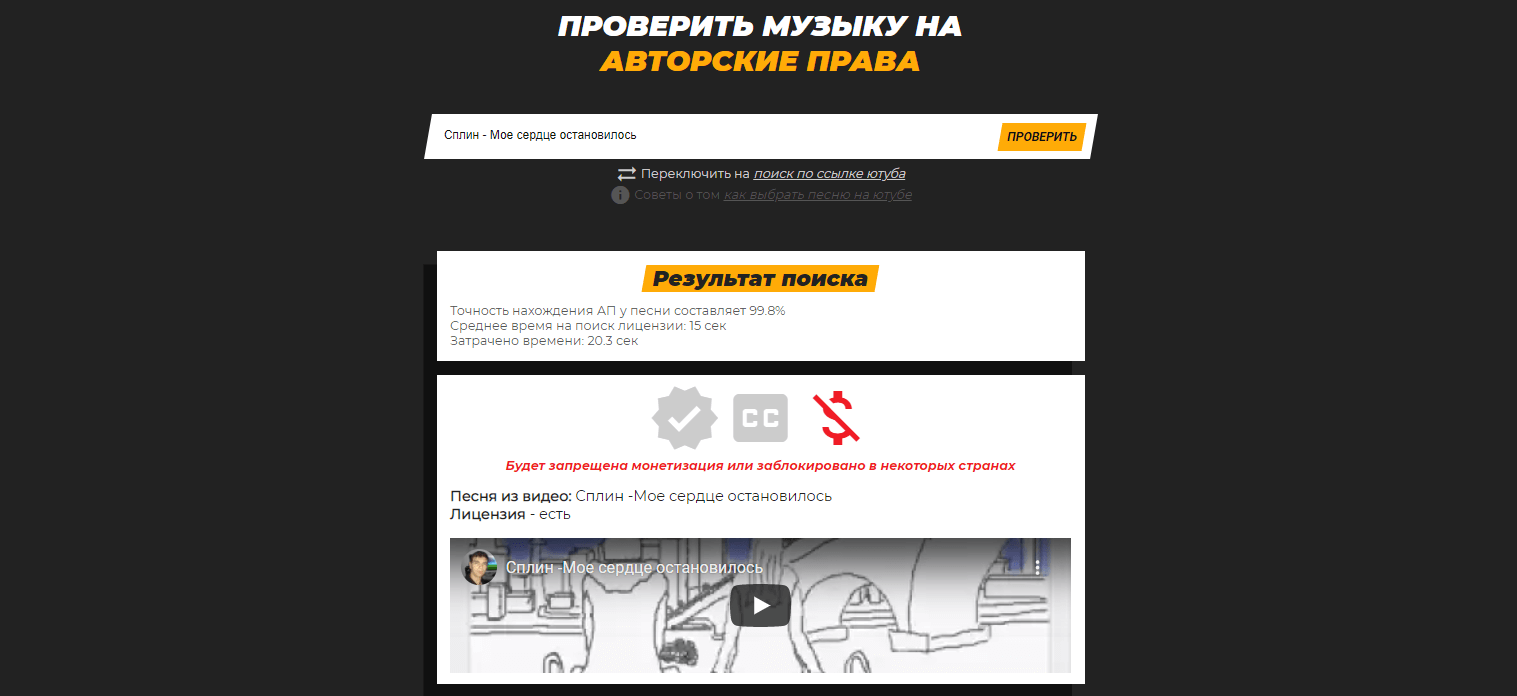 ПРОВЕРИТЬ МУЗЫКУ НА
АВТОРСКИЕ ПРАВА
Сплин - Мое сердце остановилось
ПРОВЕРИТЬ
Переключить на поиск по ссылке ютуба
Советы о том как выбрать песню на ютубе
Результат поиска
Точность нахождения АП у песни составляет 99.8%
Среднее время на поиск лицензии: 15 сек
Затрачено времени: 20.3 сек
CC
Будет запрещена монетизация или заблокировано в некоторых странах
Песня из видео: Сплин -Мое сердце остановилось
Лицензия - есть
Сплин -Мое сердце остановилось